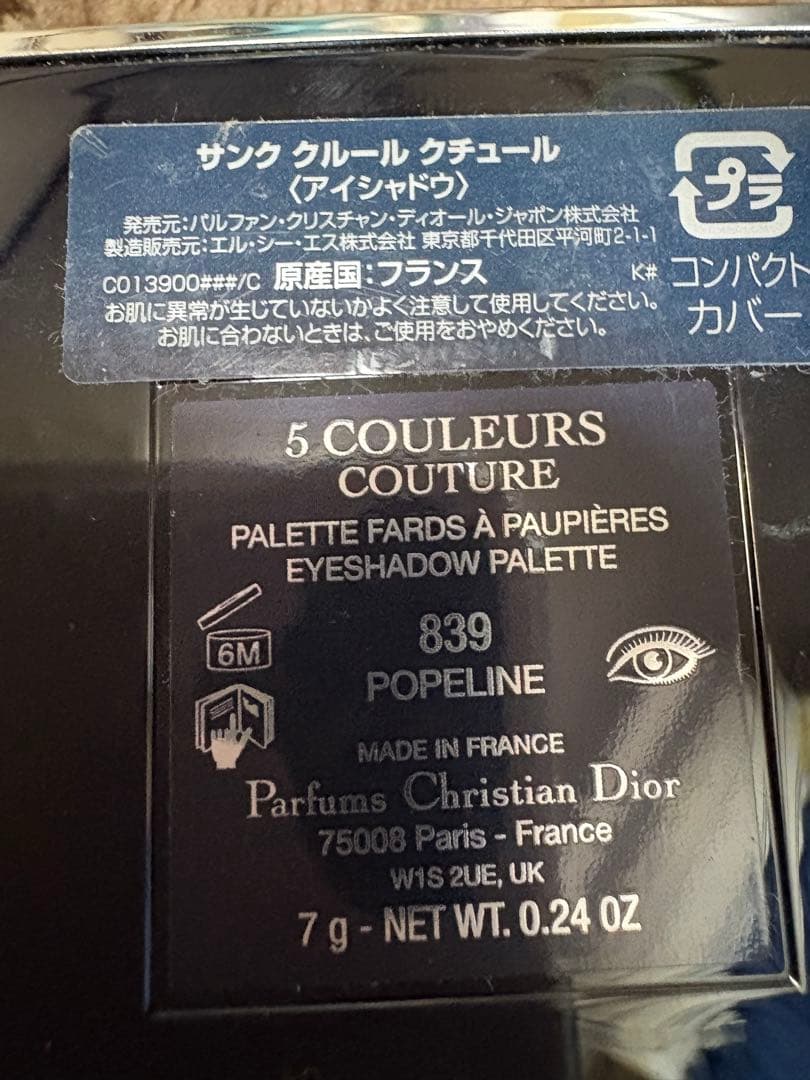 サンク クルール クチュール
〈アイシャドウ〉
発売元:パルファン・クリスチャン・ディオール・ジャポン株式会社
製造販売元:エル・シー・エス株式会社 東京都千代田区平河町2-1-1
C013900###/C 原産国:フランス K#
お肌に異常が生じていないかよく注意して使用してください。
お肌に合わないときは、ご使用をおやめください。
プラ
コンパクト
カバー
5 COULEURS
COUTURE
PALETTE FARDS À PAUPIÈRES
EYESHADOW PALETTE
6M
839
POPELINE
MADE IN FRANCE
Parfums Christian Dior
75008 Paris - France
W1S 2UE, UK
7 g - NET WT. 0.24 OZ